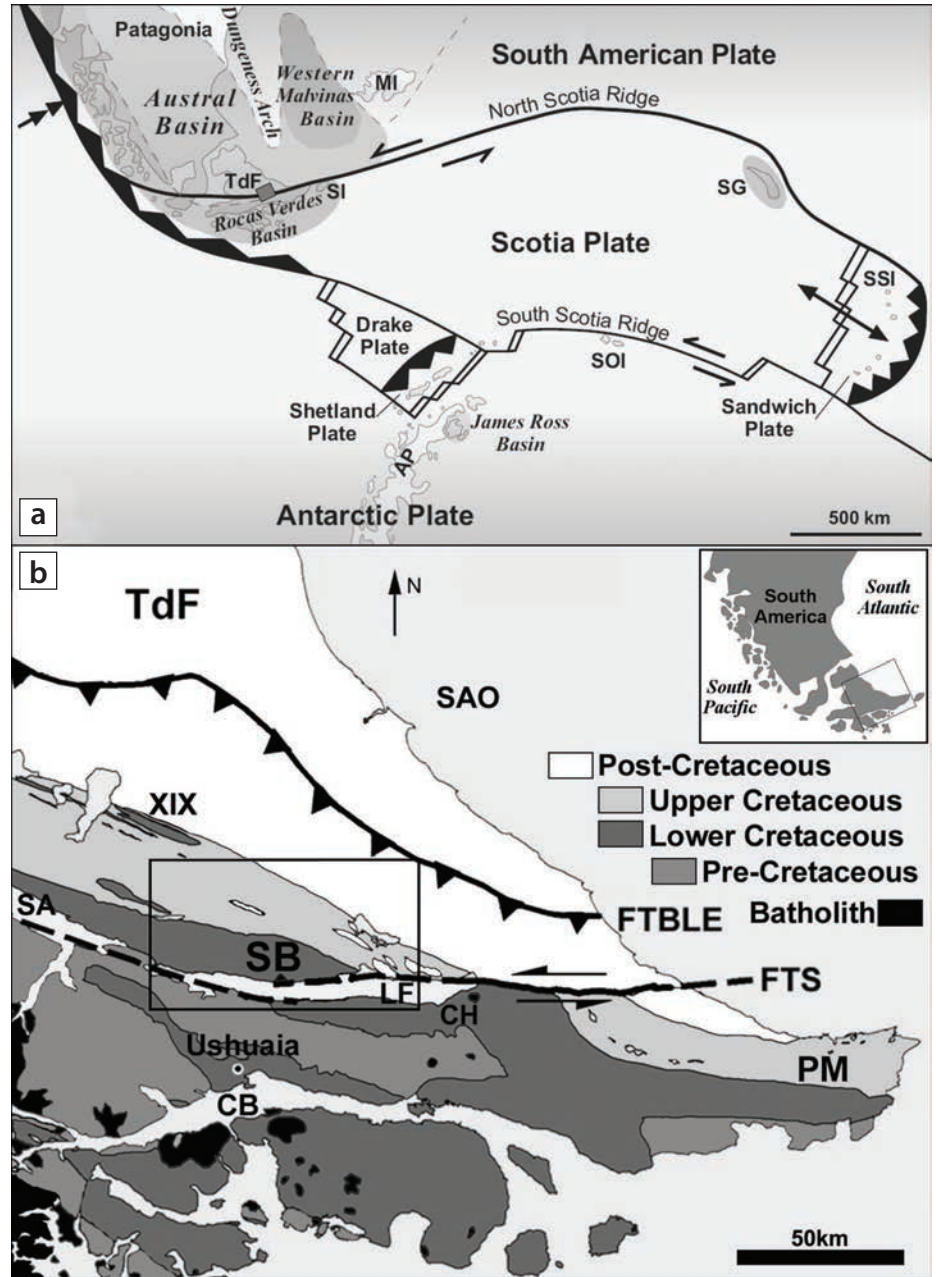 Patagonia
Dungeness Arch
Western
Malvinas
Basin
MI
South American Plate
North Scotia Ridge
Austral
Basin
TdF
SI
Rocas Verdes
Basin
SG
Scotia Plate
SSI
Drake
Plate
South Scotia Ridge
SOI
Shetland
Plate
Sandwich
Plate
James Ross
Basin
AP
Antarctic Plate
500 km
a
b
TdF
N
SAO
South
America
South
Atlantic
South
Pacific
Post-Cretaceous
Upper Cretaceous
Lower Cretaceous
Pre-Cretaceous
Batholith
XIX
SA
FTBLE
SB
LF
FTS
CH
Ushuaia
PM
CB
50km